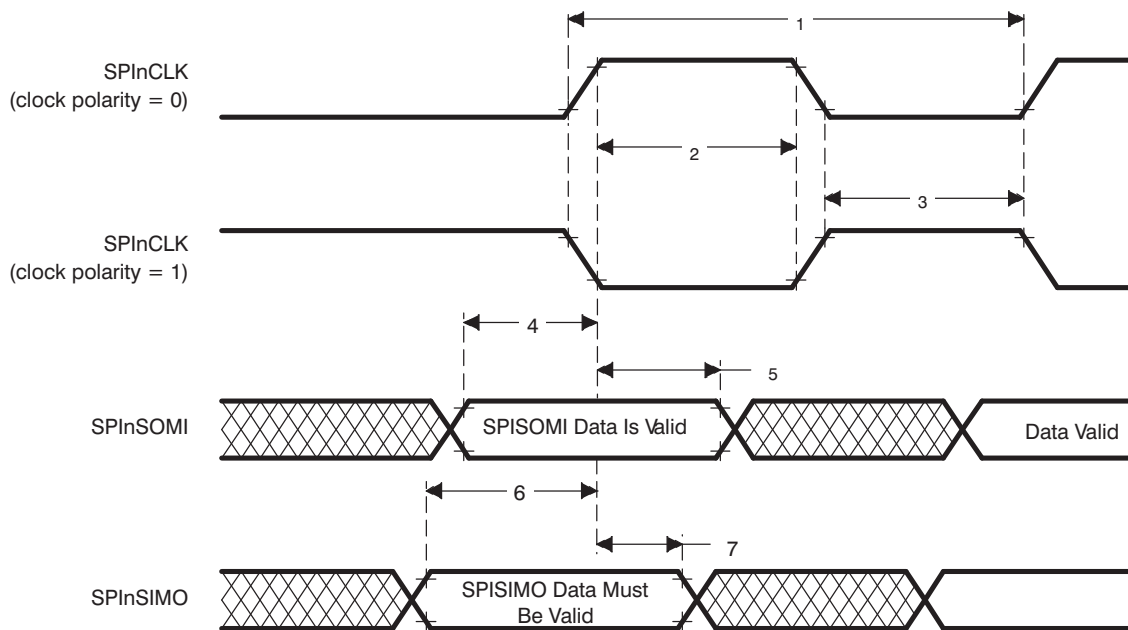 1
SPInCLK
(clock polarity = 0)
2
3
SPInCLK
(clock polarity = 1)
4
5
SPInSOMI
SPISOMI Data Is Valid
Data Valid
6
7
SPInSIMO
SPISIMO Data Must
Be Valid